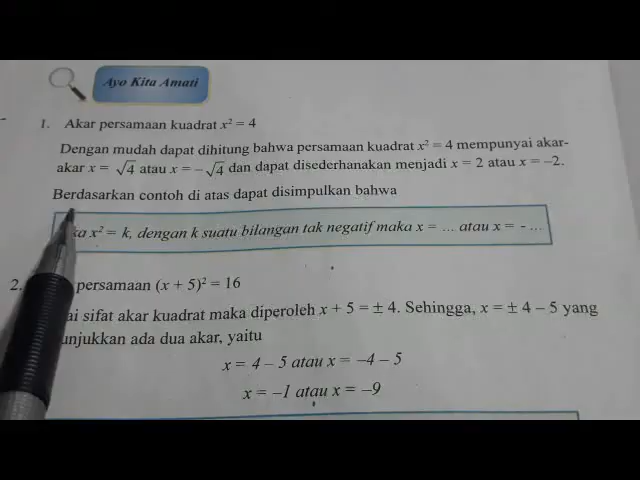 Ayo Kita Amati
1. Akar persamaan kuadrat x² = 4
Dengan mudah dapat dihitung bahwa persamaan kuadrat x² = 4 mempunyai akar-
akar x = √4 atau x = –√4 dan dapat disederhanakan menjadi x = 2 atau x = –2.
Berdasarkan contoh di atas dapat disimpulkan bahwa
x² = k, dengan k suatu bilangan tak negatif maka x = ... atau x = - ...
2. persamaan (x + 5)² = 16
sifat akar kuadrat maka diperoleh x + 5 = ± 4. Sehingga, x = ± 4 – 5 yang
ada dua akar, yaitu
x = 4 – 5 atau x = –4 – 5
x = –1 atau x = –9